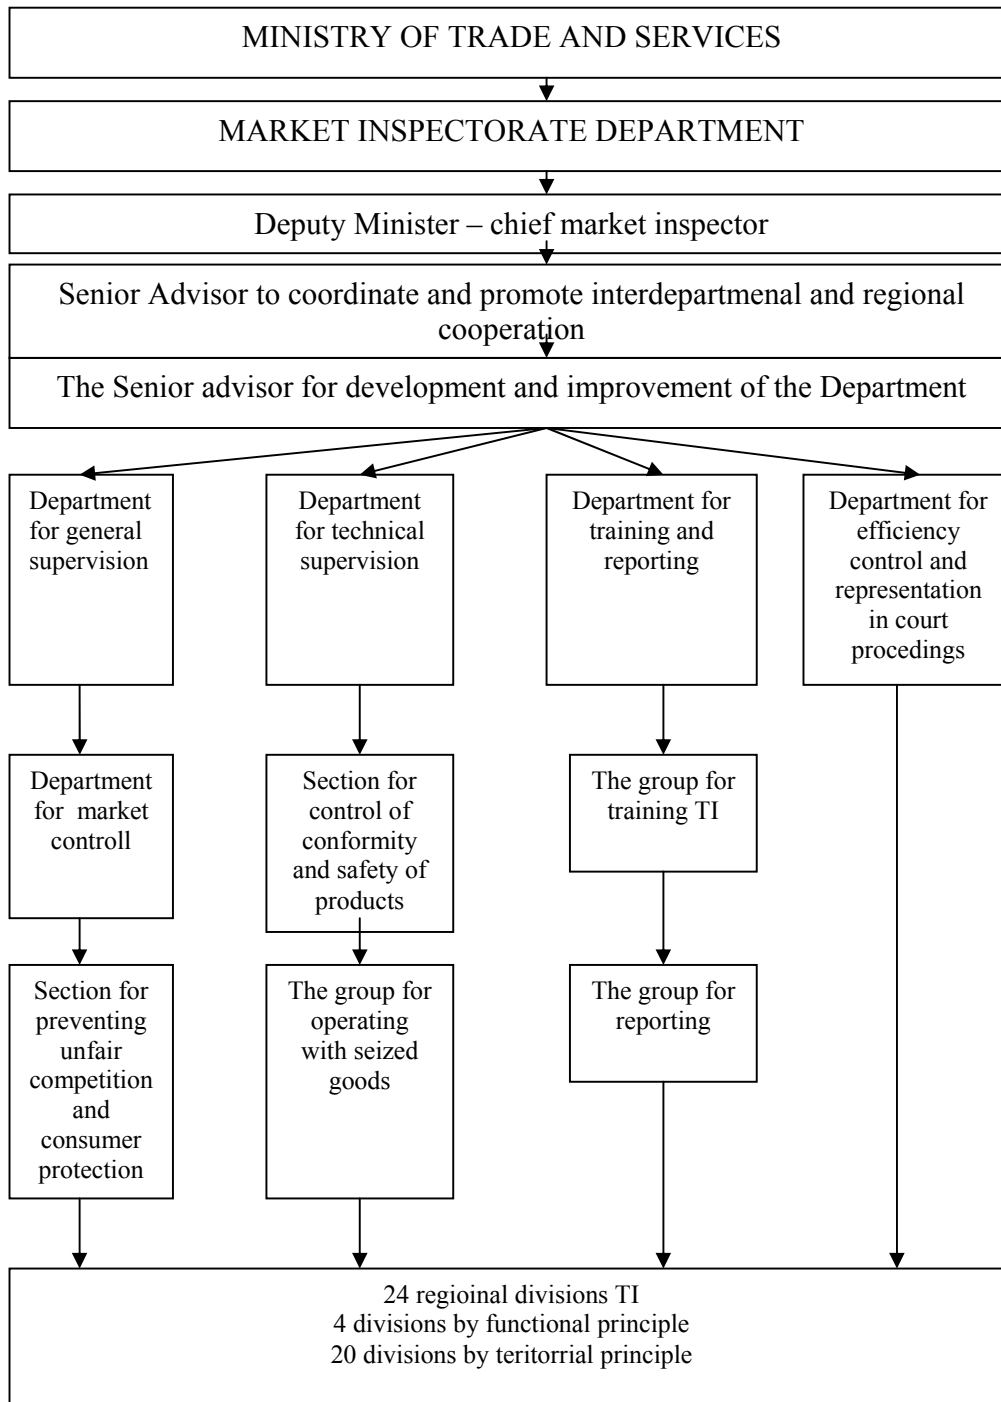 MINISTRY OF TRADE AND SERVICES
MARKET INSPECTORATE DEPARTMENT
Deputy Minister – chief market inspector
Senior Advisor to coordinate and promote interdepartmenal and regional
cooperation
The Senior advisor for development and improvement of the Department
Department
for general
supervision
Department
for technical
supervision
Department for
training and
reporting
Department for
efficiency
control and
representation
in court
procedings
Department
for market
controll
Section for
control of
conformity
and safety of
products
The group for
training TI
Section for
preventing
unfair
competition
and
consumer
protection
The group for
operating
with seized
goods
The group for
reporting
24 regioinal divisions TI
4 divisions by functional principle
20 divisions by teritorrial principle